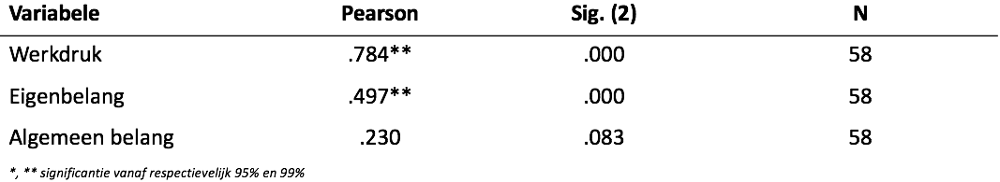 Variabele Pearson Sig. (2) N
Werkdruk .784** .000 58
Eigenbelang .497** .000 58
Algemeen belang .230 .083 58
*, ** significantie vanaf respectievelijk 95% en 99%